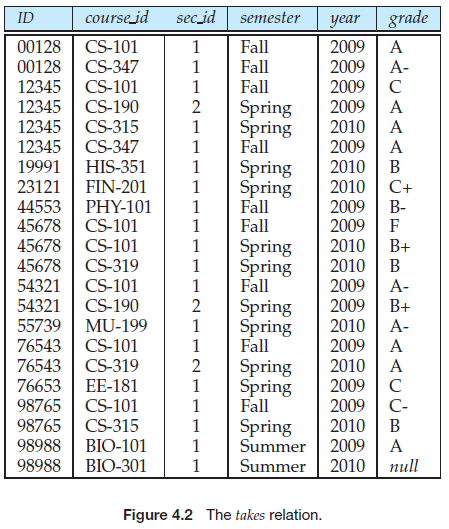 ID course_id sec_id semester year grade
00128 CS-101 1 Fall 2009 A
00128 CS-347 1 Fall 2009 A-
12345 CS-101 1 Fall 2009 C
12345 CS-190 2 Spring 2009 A
12345 CS-315 1 Spring 2010 A
12345 CS-347 1 Fall 2009 A
19991 HIS-351 1 Spring 2010 B
23121 FIN-201 1 Spring 2010 C+
44553 PHY-101 1 Fall 2009 B-
45678 CS-101 1 Fall 2009 F
45678 CS-101 1 Spring 2010 B+
45678 CS-319 1 Spring 2010 B
54321 CS-101 1 Fall 2009 A-
54321 CS-190 2 Spring 2009 B+
55739 MU-199 1 Spring 2010 A-
76543 CS-101 1 Fall 2009 A
76543 CS-319 2 Spring 2010 A
76653 EE-181 1 Spring 2009 C
98765 CS-101 1 Fall 2009 C-
98765 CS-315 1 Spring 2010 B
98988 BIO-101 1 Summer 2009 A
98988 BIO-301 1 Summer 2010 null
Figure 4.2 The takes relation.